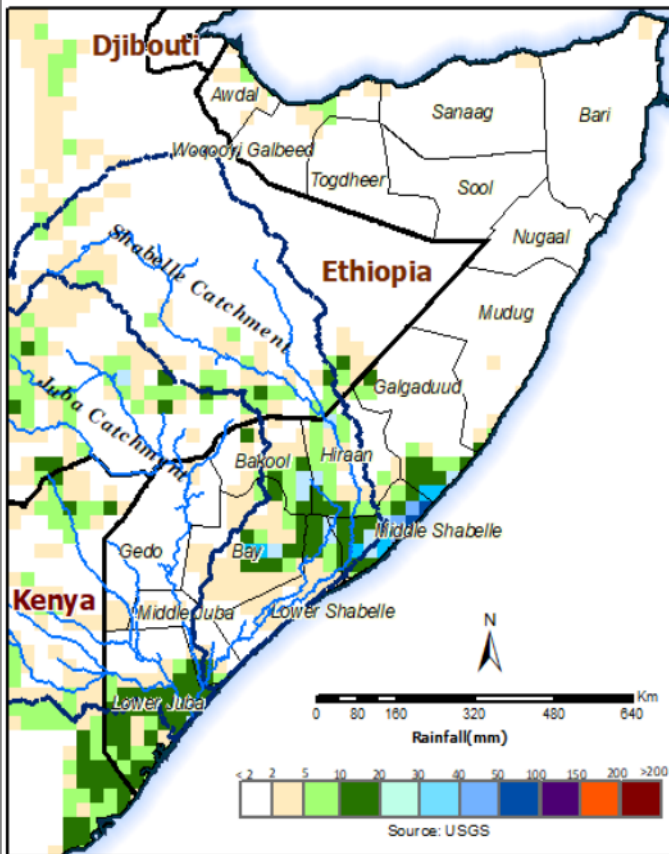 Djibouti
Awdal
Sanaag
Bari
Woqooyi Galbeed
Togdheer
Sool
Nugaal
Shabelle Catchment
Ethiopia
Mudug
Galgaduud
Juba Catchment
Bakool
Hiraan
Gedo
Bay
Middle Shabelle
Kenya
Middle Juba
Lower Shabelle
N
Lower Juba
Km
0 80 160 320 480 640
Rainfall(mm)
< 2 2 5 10 20 30 40 50 100 150 200 >200
Source: USGS